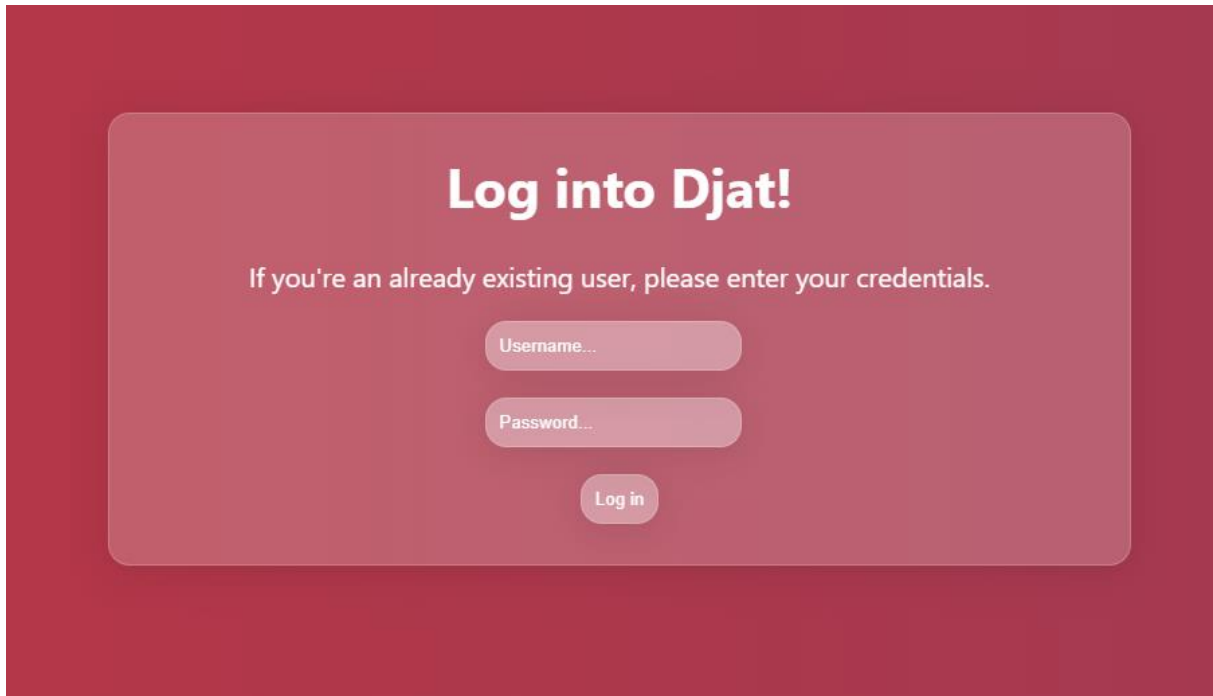 Log into Djat!
If you're an already existing user, please enter your credentials.
Username...
Password...
Log in